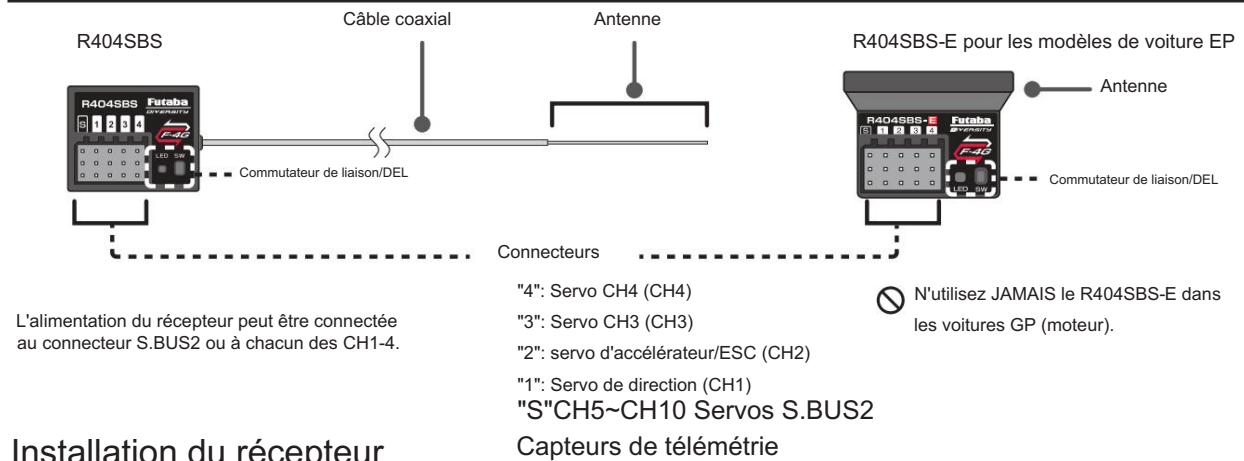 Câble coaxial
Antenne
R404SBS
R404SBS-E pour les modèles de voiture EP
Antenne
R404SBS Futaba
DIVERSITY
S 1 2 3 4
F-4G
LED SW
Commutateur de liaison/DEL
R404SBS-E Futaba
DIVERSITY
S 1 2 3 4
F-4G
LED SW
Commutateur de liaison/DEL
Connecteurs
L'alimentation du récepteur peut être connectée
au connecteur S.BUS2 ou à chacun des CH1-4.
"4": Servo CH4 (CH4)
"3": Servo CH3 (CH3)
"2": servo d'accélérateur/ESC (CH2)
"1": Servo de direction (CH1)
"S"CH5~CH10 Servos S.BUS2
Capteurs de télémétrie
N'utilisez JAMAIS le R404SBS-E dans
les voitures GP (moteur).
Installation du récepteur